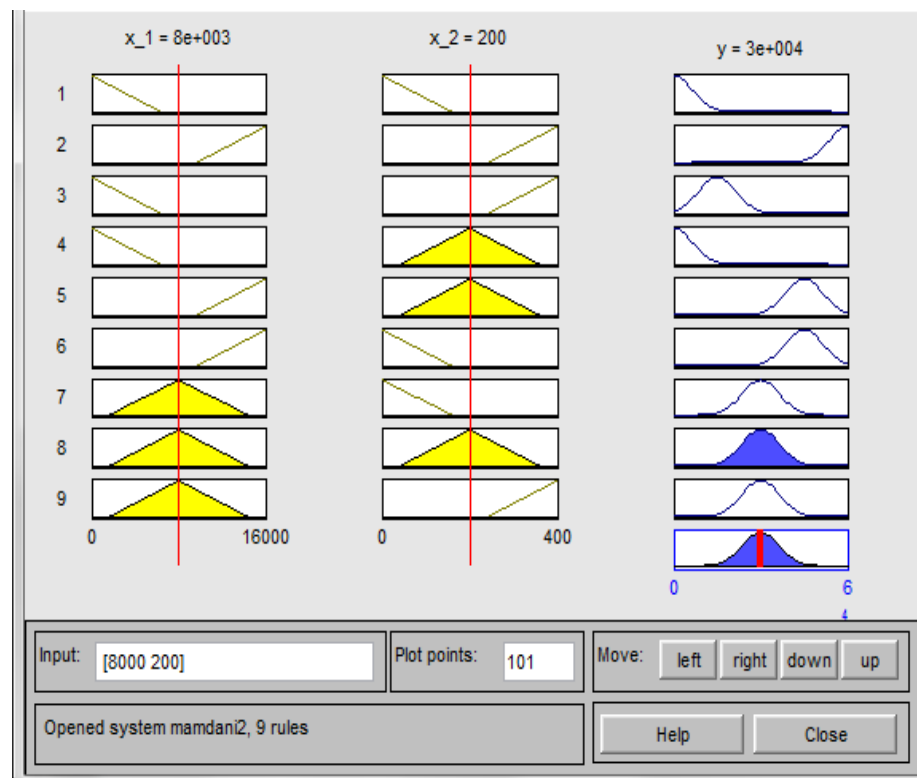 x_1 = 8e+003 x_2 = 200 y = 3e+004
1
2
3
4
5
6
7
8
9
0 16000 0 400
0 6
4
Input: [8000 200] Plot points: 101 Move: left right down up
Opened system mamdani2, 9 rules Help Close